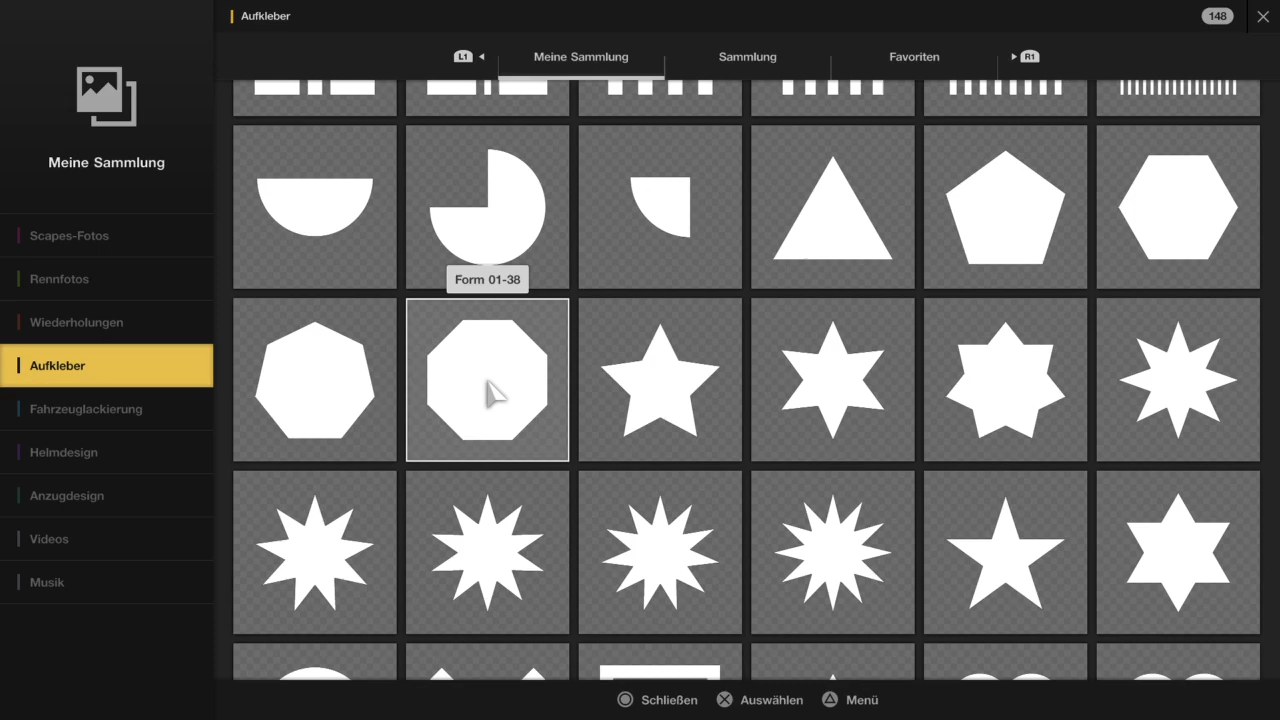 Aufkleber
148
L1
Meine Sammlung
Sammlung
Favoriten
R1
Meine Sammlung
Scapes-Fotos
Rennfotos
Wiederholungen
Aufkleber
Fahrzeuglackierung
Helmdesign
Anzugdesign
Videos
Musik
Form 01-38
Schließen
Auswählen
Menü